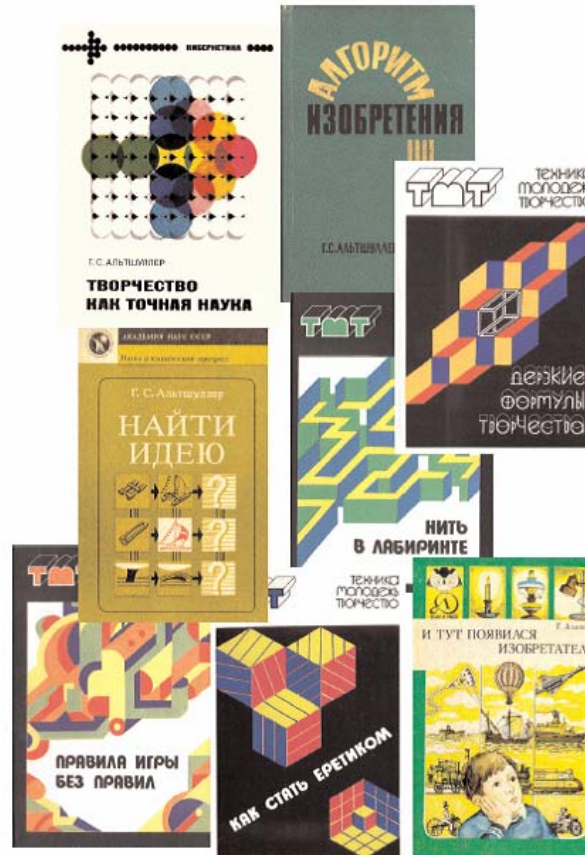 КИБЕРНЕТИКА
Г.С. АЛЬТШУЛЛЕР
ТВОРЧЕСТВО
КАК ТОЧНАЯ НАУКА
АЛГОРИТМ
ИЗОБРЕТЕНИЯ
Г.С.АЛЬТШУЛЛЕ
ТМТ
ТЕХНИКА
МОЛОДЕЖЬ
ТВОРЧЕСТВО
ДЕРЗКИЕ
ФОРМУЛЫ
ТВОРЧЕСТВА
АКАДЕМИЯ НАУК СССР
Наука и технический прогресс
Г. С. Альтшуллер
НАЙТИ
ИДЕЮ
ТМТ
НИТЬ
В ЛАБИРИНТЕ
ТМТ
ПРАВИЛА ИГРЫ
БЕЗ ПРАВИЛ
ТЕХНИКА
МОЛОДЕЖЬ
ТВОРЧЕСТВО
КАК СТАТЬ ЕРЕТИКОМ
И ТУТ ПОЯВИЛСЯ
ИЗОБРЕТАТЕЛ